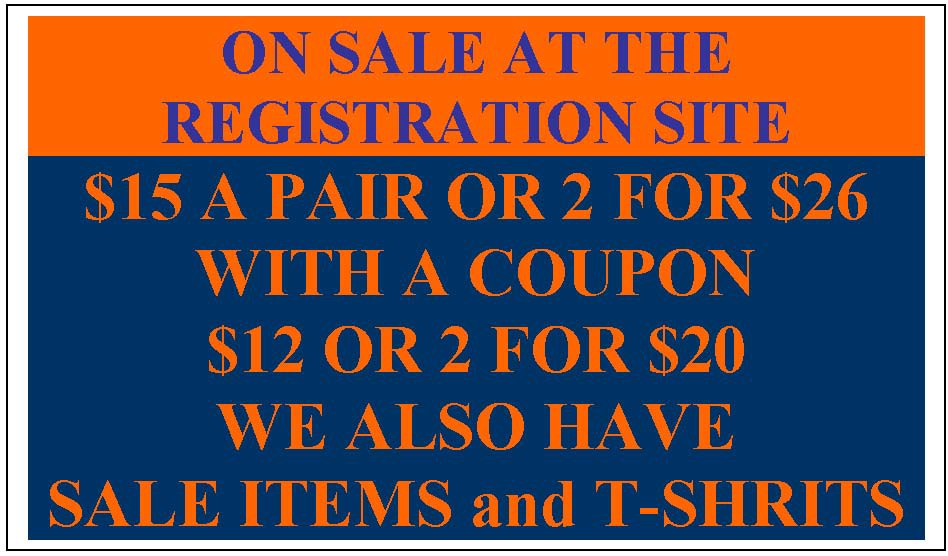 ON SALE AT THE
REGISTRATION SITE
$15 A PAIR OR 2 FOR $26
WITH A COUPON
$12 OR 2 FOR $20
WE ALSO HAVE
SALE ITEMS and T-SHRITS